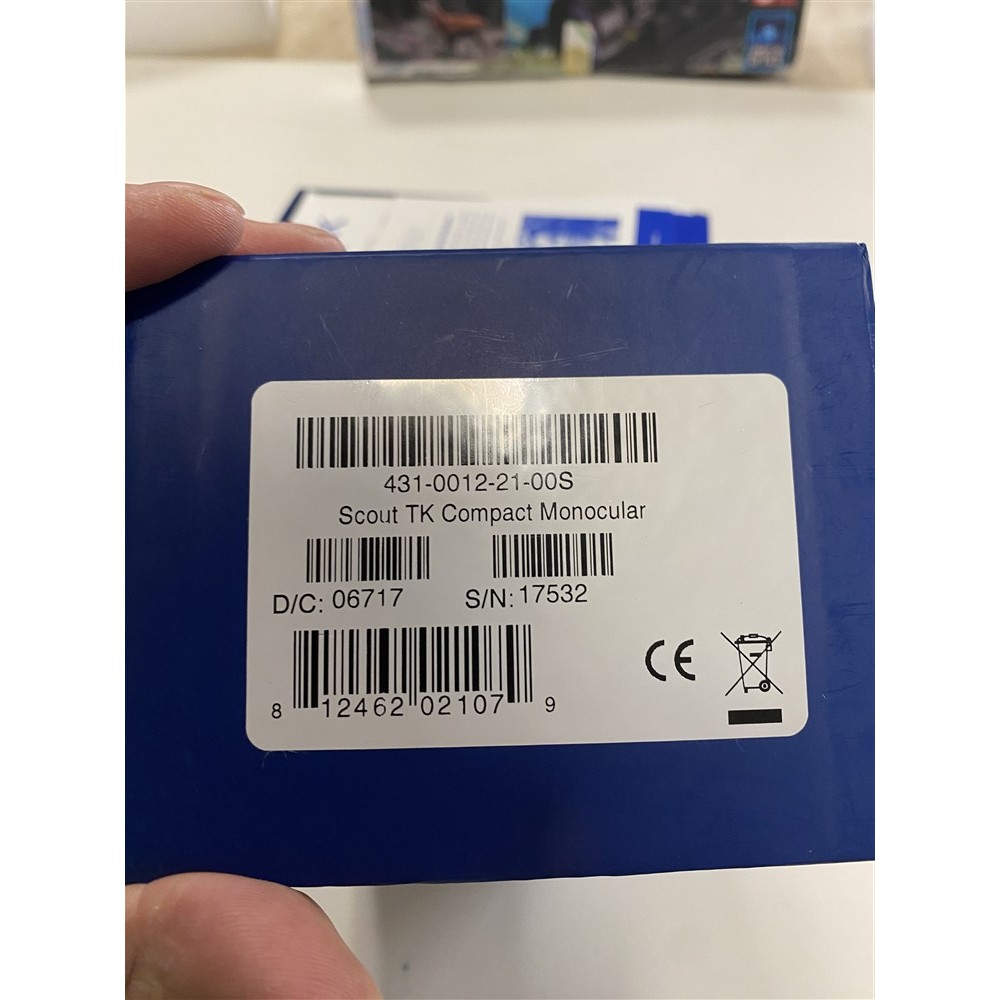 431-0012-21-00S
Scout TK Compact Monocular
D/C: 06717 S/N: 17532
8 12462 02107 9
CE